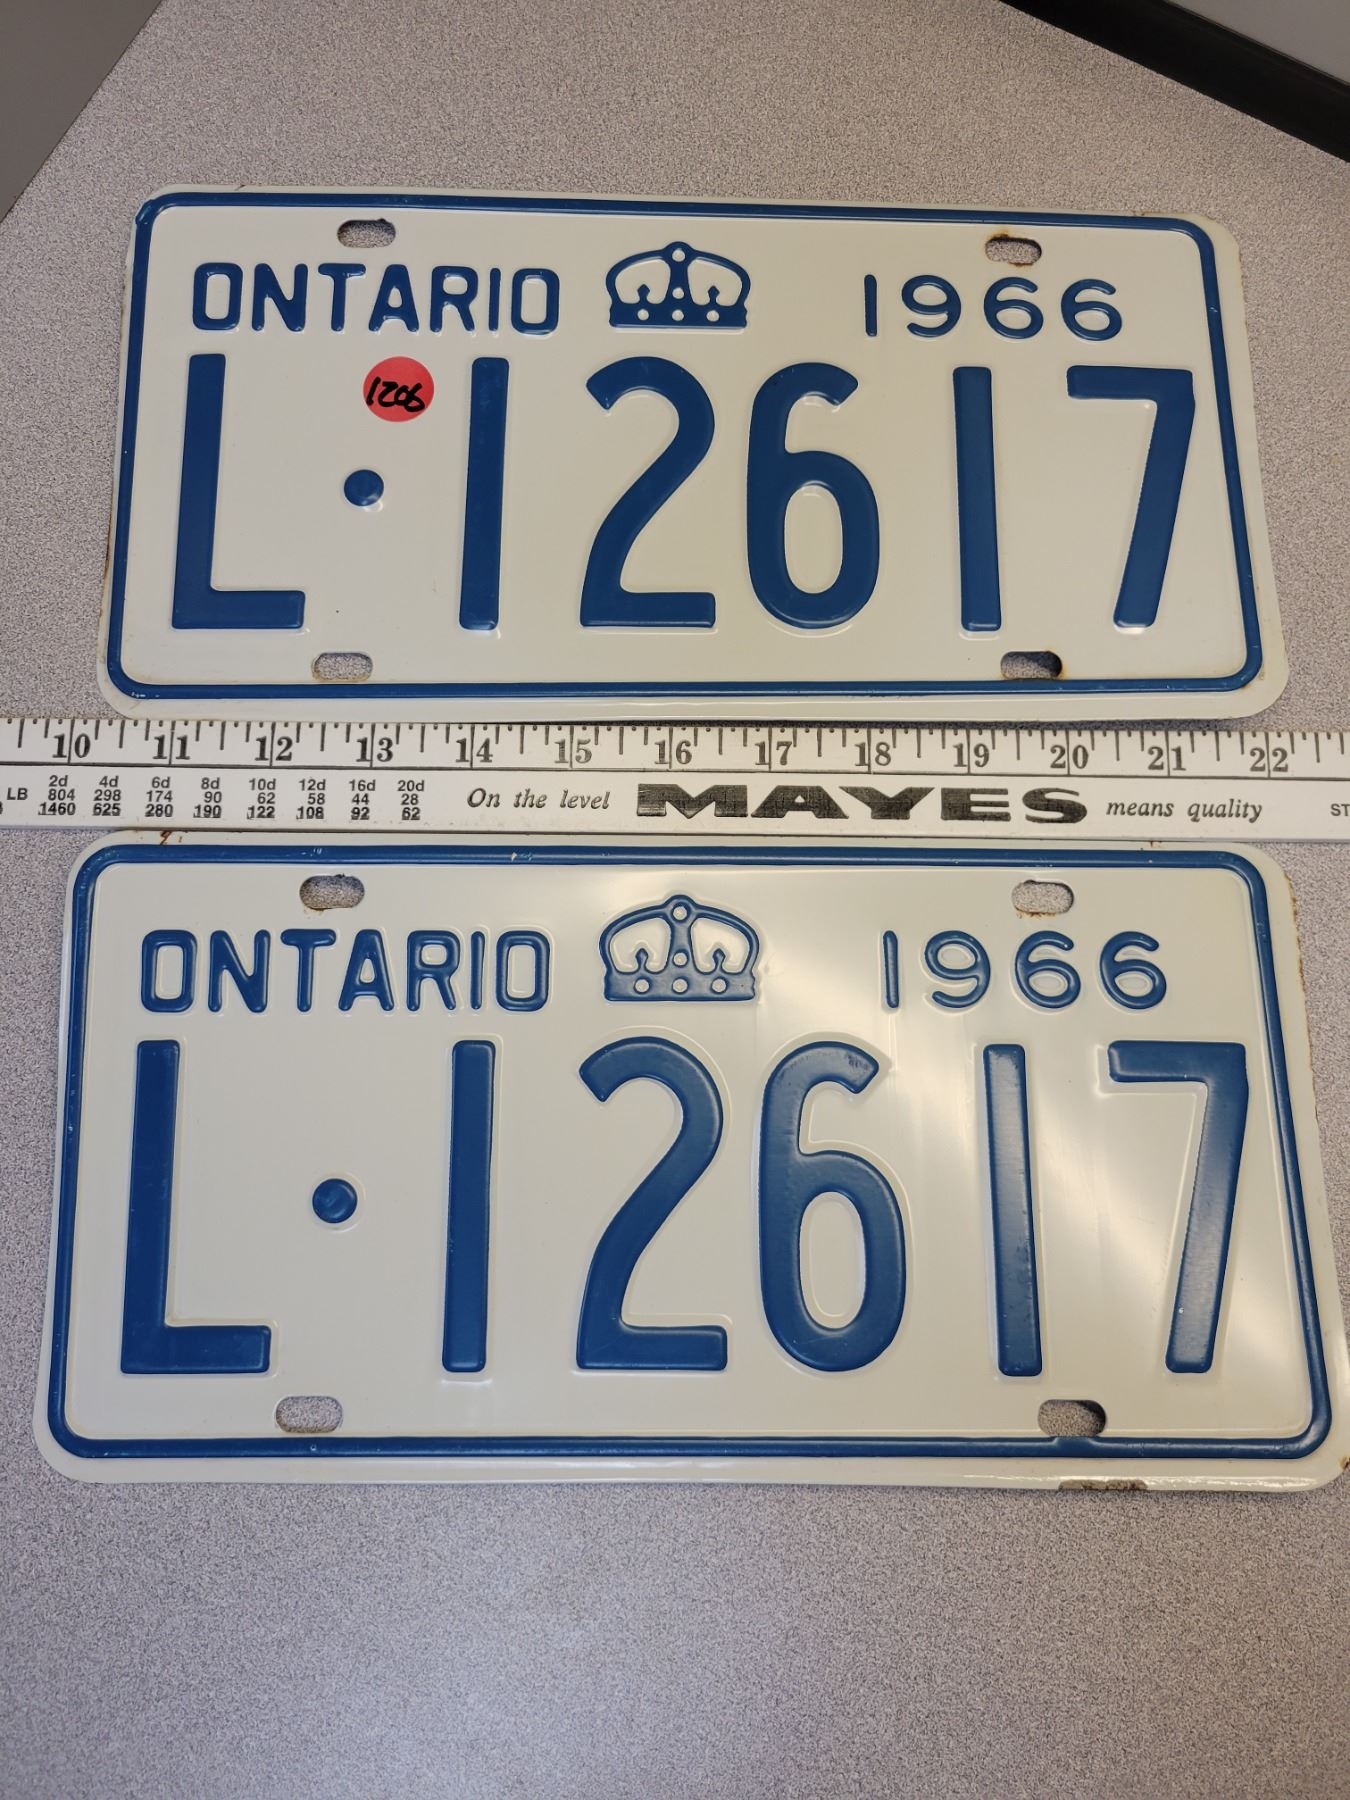 ONTARIO 1966
1206
L·12617
10 11 12 13 14 15 16 17 18 19 20 21 22
2d 4d 6d 8d 10d 12d 16d 20d
LB 804 298 174 90 62 58 44 28
1460 625 280 190 122 108 92 62
On the level MAYES means quality ST
ONTARIO 1966
L·12617